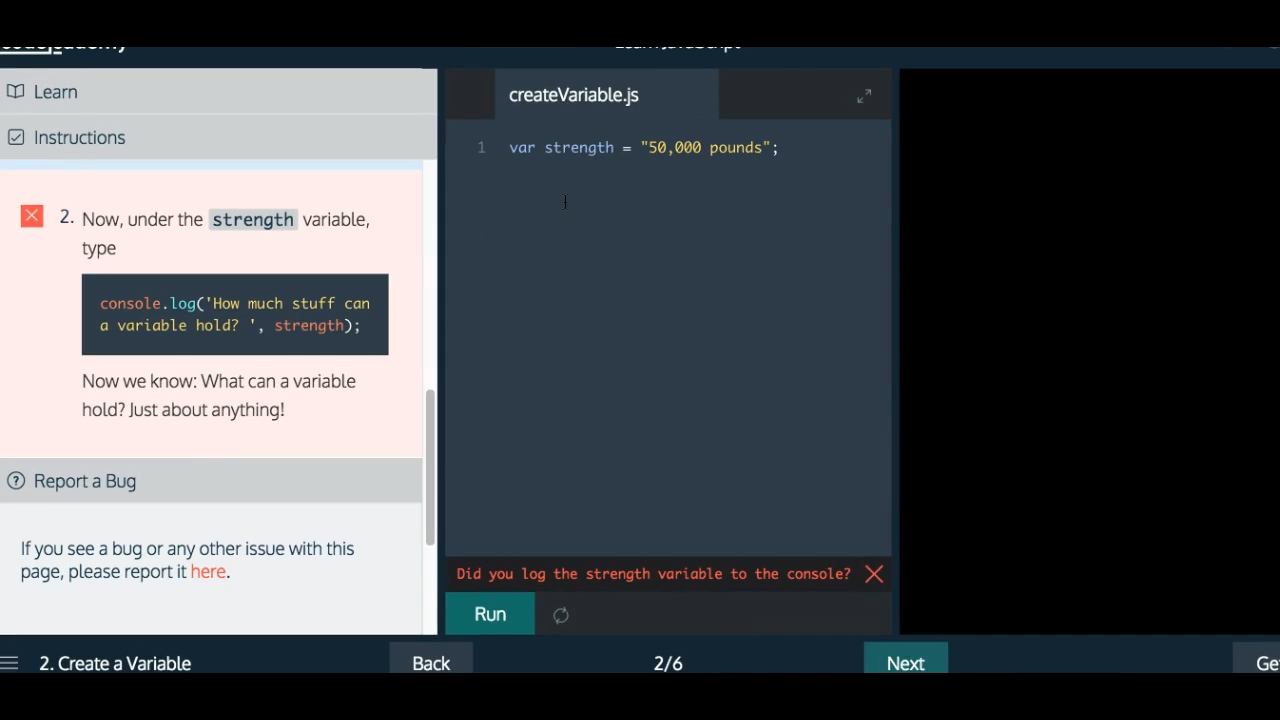 Learn
createVariable.js
Instructions
1 var strength = "50,000 pounds";
2. Now, under the strength variable,
type
console.log('How much stuff can
a variable hold? ', strength);
Now we know: What can a variable
hold? Just about anything!
? Report a Bug
If you see a bug or any other issue with this
page, please report it here.
Did you log the strength variable to the console?
Run
2. Create a Variable
Back
2/6
Next